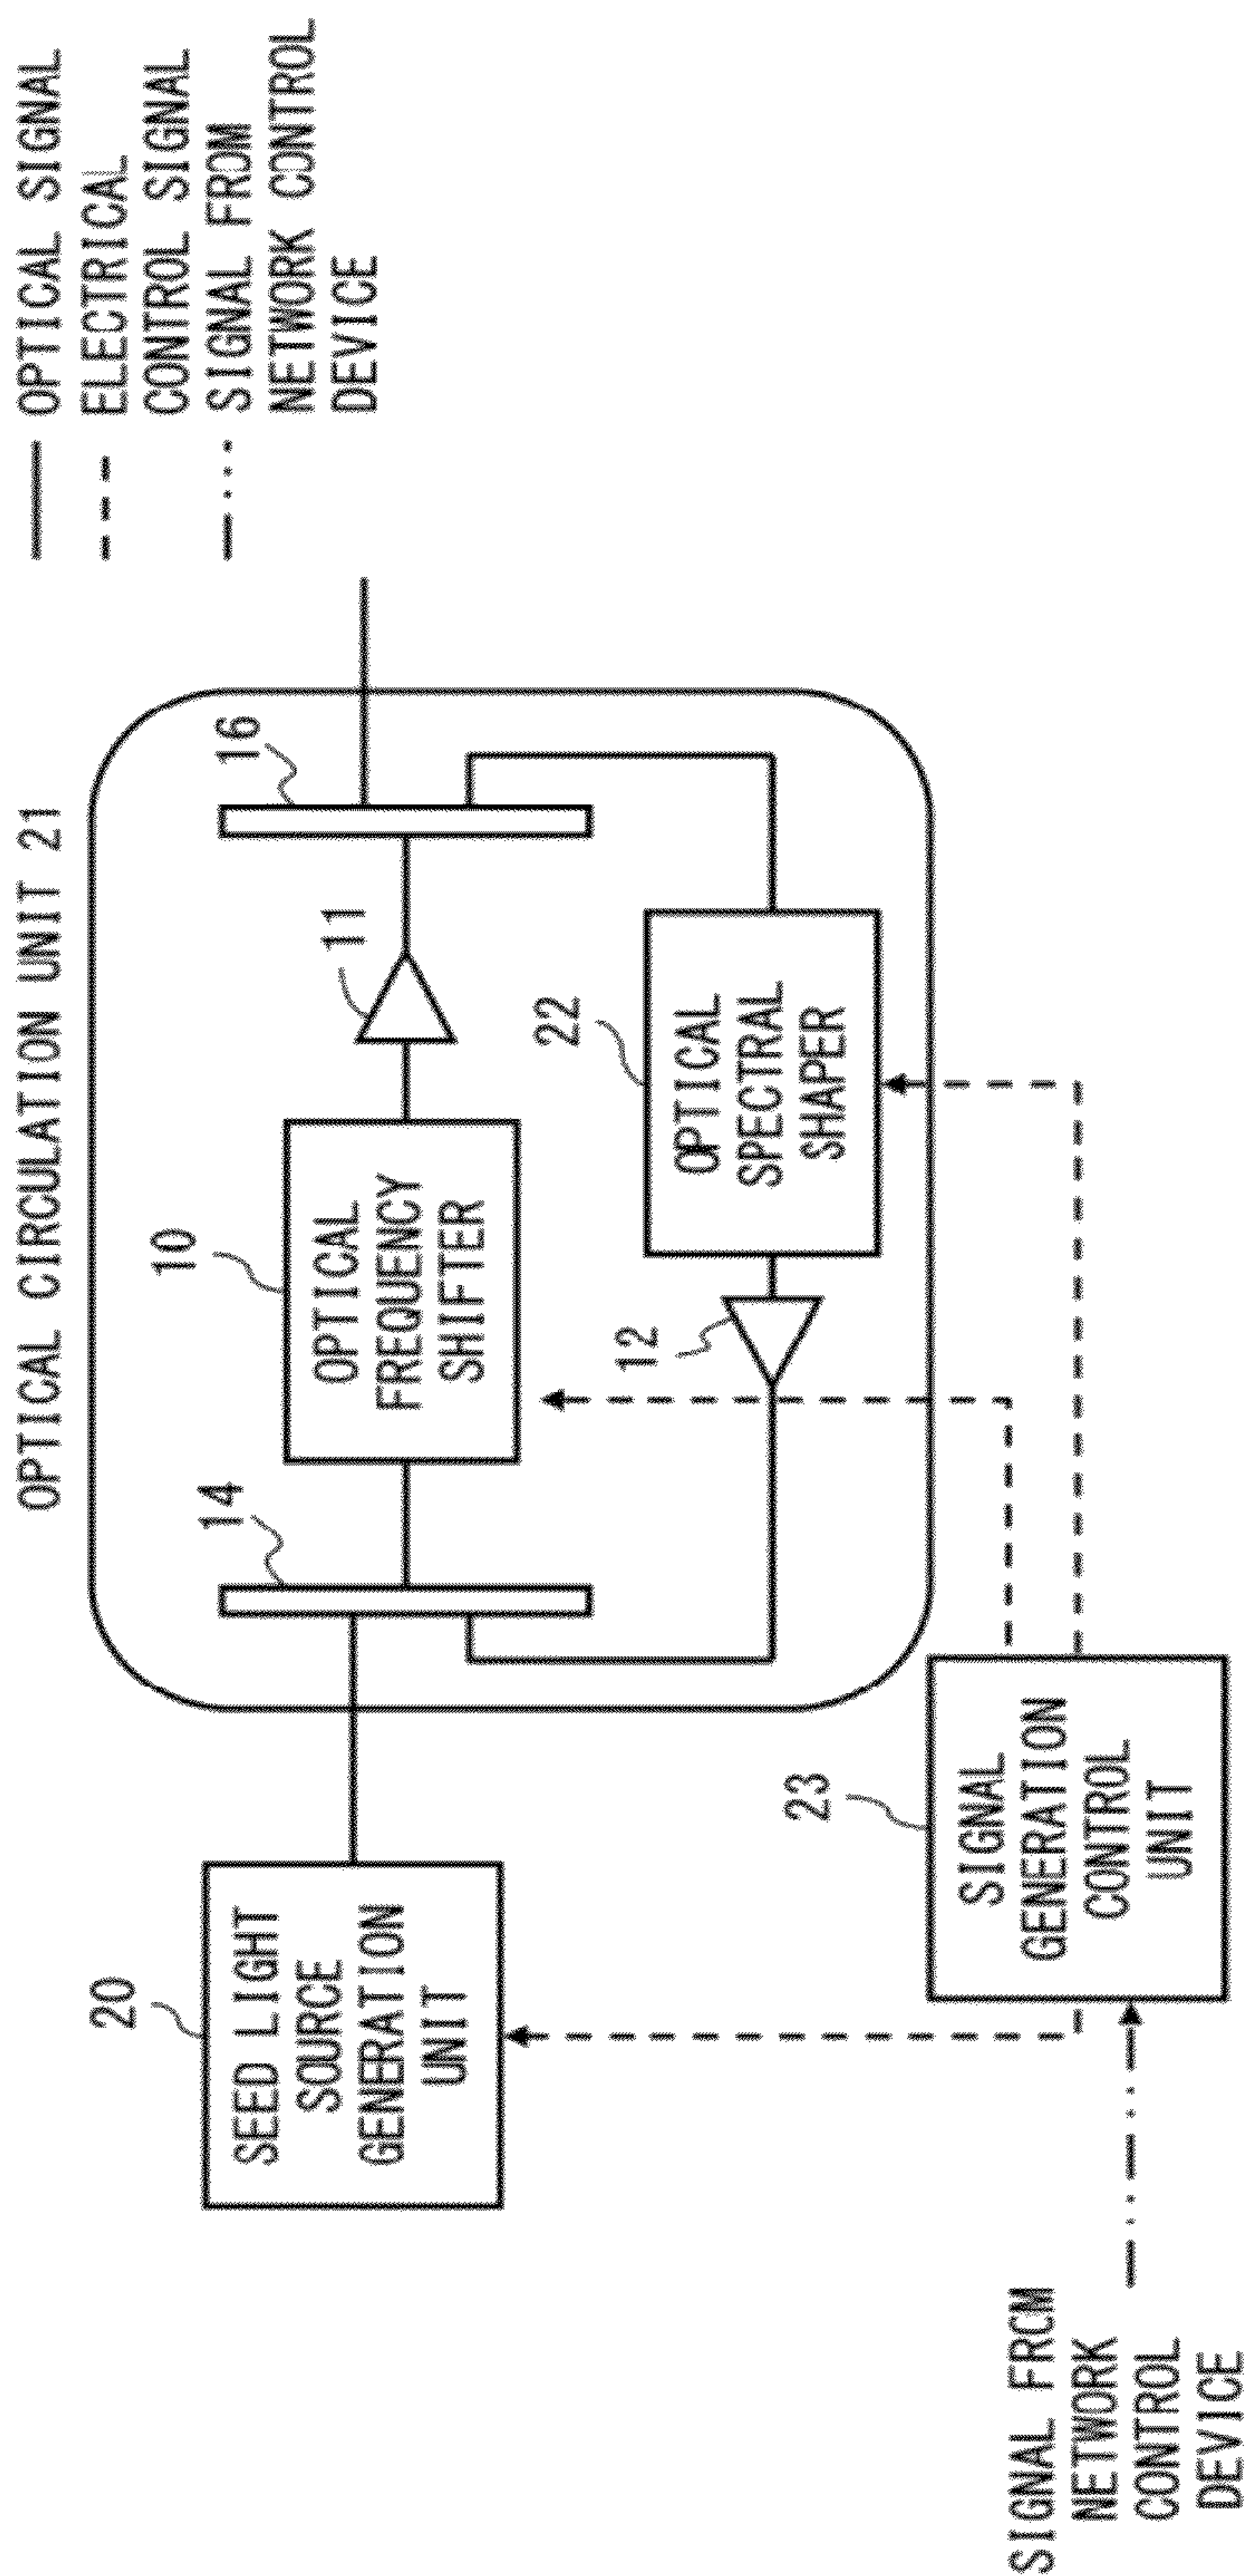 OPTICAL CIRCULATION UNIT 21
OPTICAL SIGNAL
ELECTRICAL
CONTROL SIGNAL
SIGNAL FROM
NETWORK CONTROL
DEVICE
20
SEED LIGHT
SOURCE
GENERATION
UNIT
14
10
OPTICAL
FREQUENCY
SHIFTER
11
16
12
22
OPTICAL
SPECTRAL
SHAPER
23
SIGNAL
GENERATION
CONTROL
UNIT
SIGNAL FRCM
NETWORK
CONTROL
DEVICE